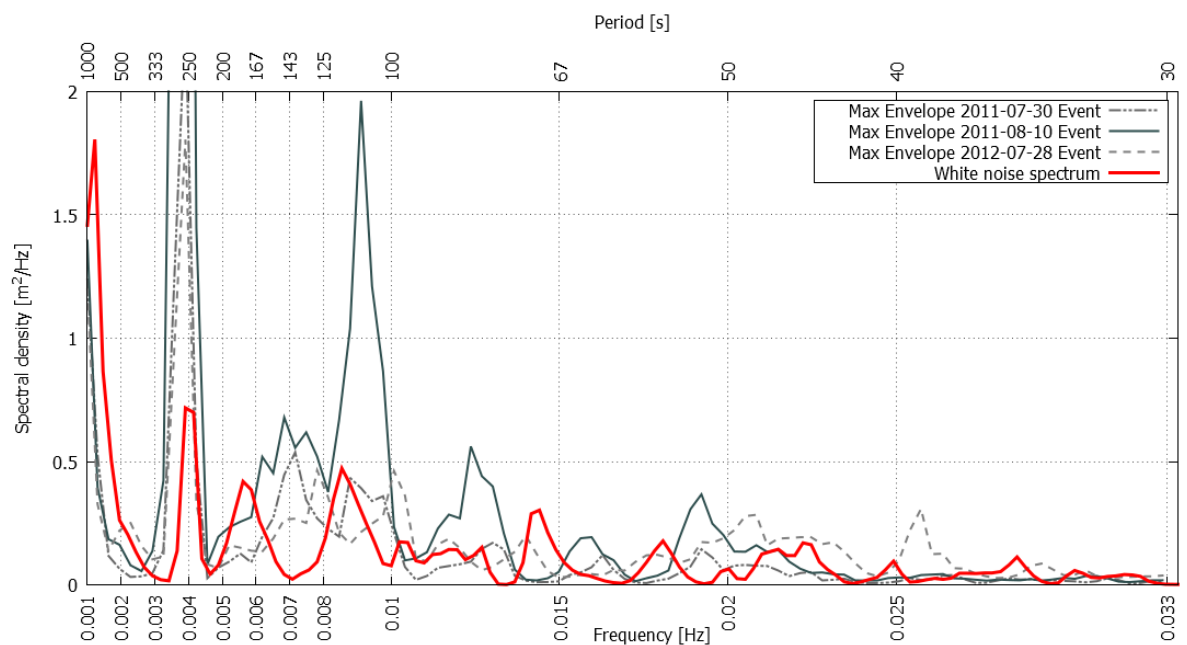 Period [s]
1000 500 333 250 200 167 143 125 100 67 50 40 30
Max Envelope 2011-07-30 Event
Max Envelope 2011-08-10 Event
Max Envelope 2012-07-28 Event
White noise spectrum
Spectral density [m²/Hz]
2
1.5
1
0.5
0
0.001 0.002 0.003 0.004 0.005 0.006 0.007 0.008 0.01 0.015 0.02 0.025 0.033
Frequency [Hz]